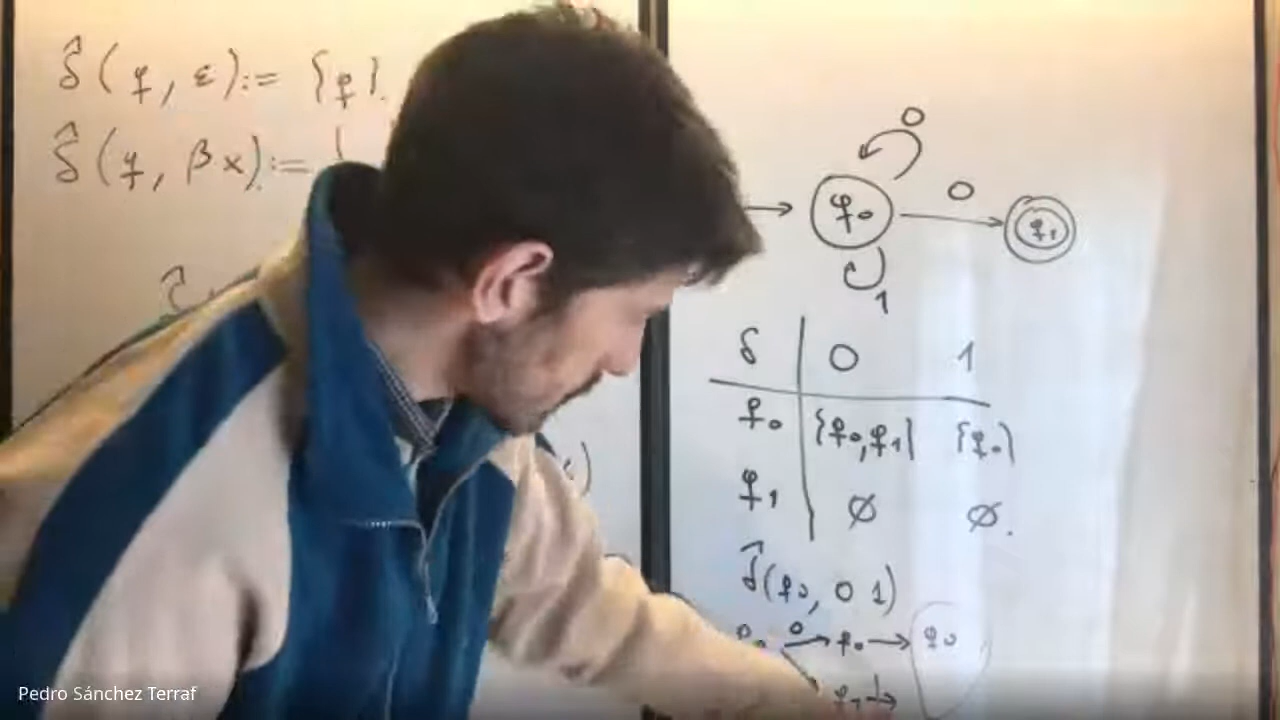 δ̂(q, ε) := {q}.
δ̂(q, βx) :=
0
0
q₀
q₁
1
δ 0 1
q₀ {q₀,q₁} {q₀}
q₁ ∅ ∅.
δ̂(q₀, 01)
q₀ 0→ q₀ → q₀
q₁ 1→
Pedro Sánchez Terraf